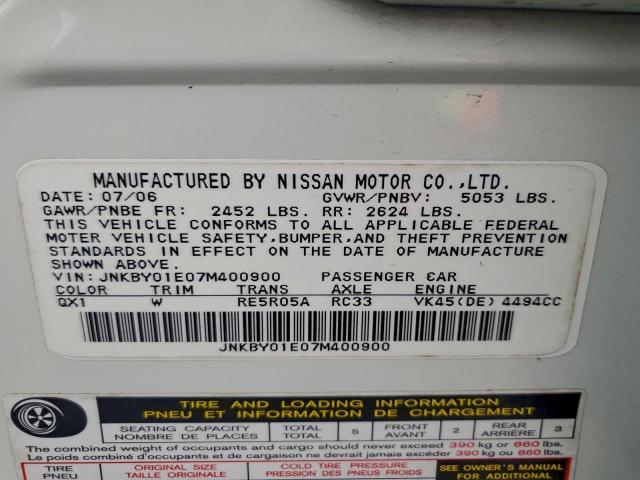 MANUFACTURED BY NISSAN MOTOR CO.,LTD.
DATE: 07/06 GVWR/PNBV: 5053 LBS.
GAWR/PNBE FR: 2452 LBS. RR: 2624 LBS.
THIS VEHICLE CONFORMS TO ALL APPLICABLE FEDERAL
MOTOR VEHICLE SAFETY,BUMPER,AND THEFT PREVENTION
STANDARDS IN EFFECT ON THE DATE OF MANUFACTURE
SHOWN ABOVE.
VIN: JNKBY01E07M400900 PASSENGER CAR
COLOR TRIM TRANS AXLE ENGINE
QX1 W RE5R05A RC33 VK45(DE) 4494CC
JNKBY01E07M400900
TIRE AND LOADING INFORMATION
PNEU ET INFORMATION DE CHARGEMENT
SEATING CAPACITY TOTAL 5 FRONT 2 REAR 3
NOMBRE DE PLACES TOTAL AVANT ARRIÈRE
The combined weight of occupants and cargo should never exceed 390 kg or 860 lbs.
Le poids combiné des occupants et de cargaison ne devrait jamais excéder 390 kg or 860 lbs.
TIRE ORIGINAL SIZE COLD TIRE PRESSURE SEE OWNER'S MANUAL
PNEU TAILLE ORIGINALE PRESSION DES PNEUS FROIDS FOR ADDITIONAL